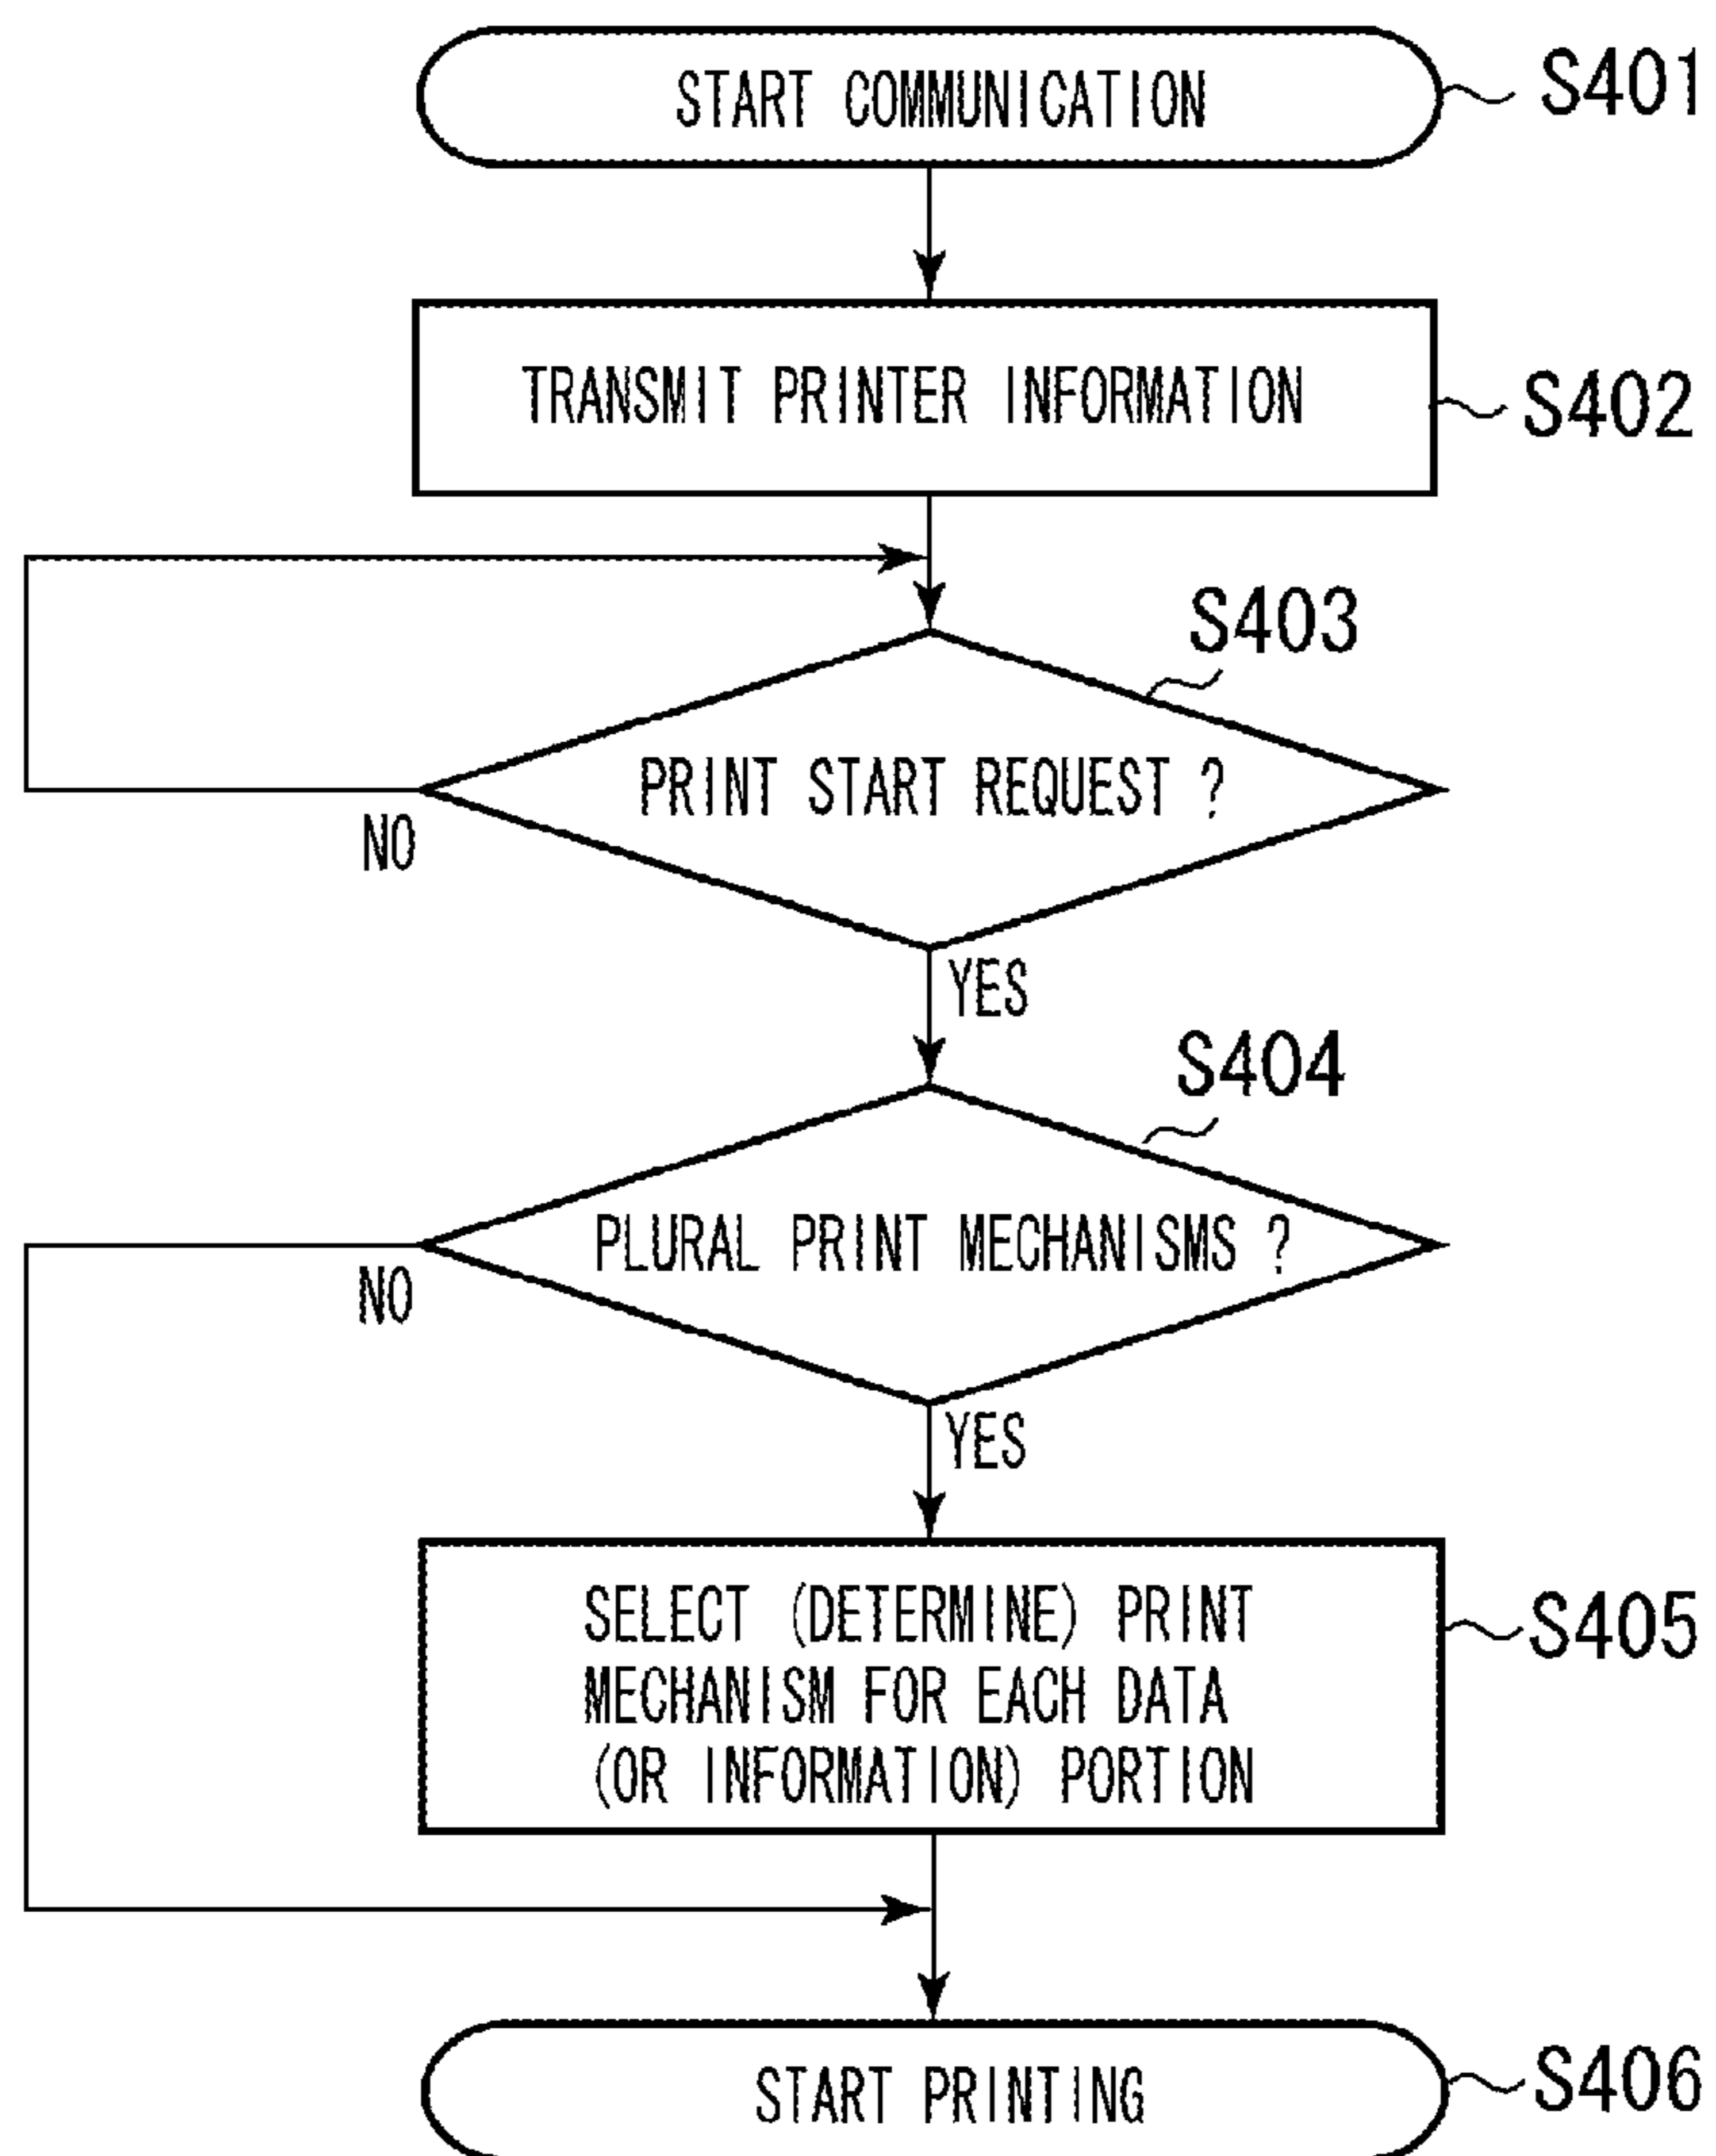 START COMMUNICATION
S401
TRANSMIT PRINTER INFORMATION
S402
S403
PRINT START REQUEST ?
NO
YES
S404
PLURAL PRINT MECHANISMS ?
NO
YES
SELECT (DETERMINE) PRINT
MECHANISM FOR EACH DATA
(OR INFORMATION) PORTION
S405
START PRINTING
S406